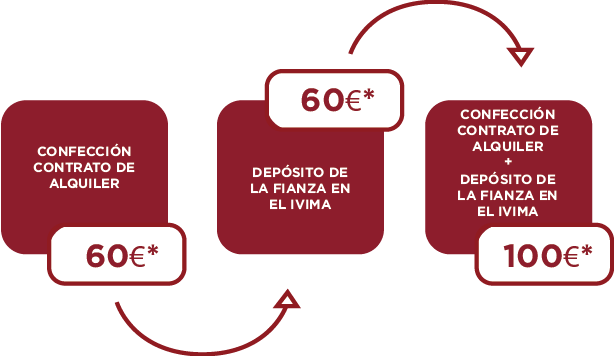 CONFECCIÓN
CONTRATO DE
ALQUILER
60€*
60€*
DEPÓSITO DE
LA FIANZA EN
EL IVIMA
CONFECCIÓN
CONTRATO DE
ALQUILER
+
DEPÓSITO DE
LA FIANZA EN
EL IVIMA
100€*